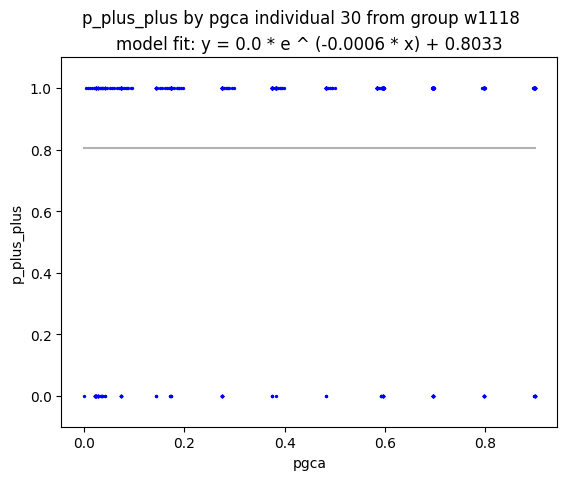 p_plus_plus by pgca individual 30 from group w1118
model fit: y = 0.0 * e ^ (-0.0006 * x) + 0.8033
1.0
0.8
0.6
0.4
0.2
0.0
p_plus_plus
0.0 0.2 0.4 0.6 0.8
pgca